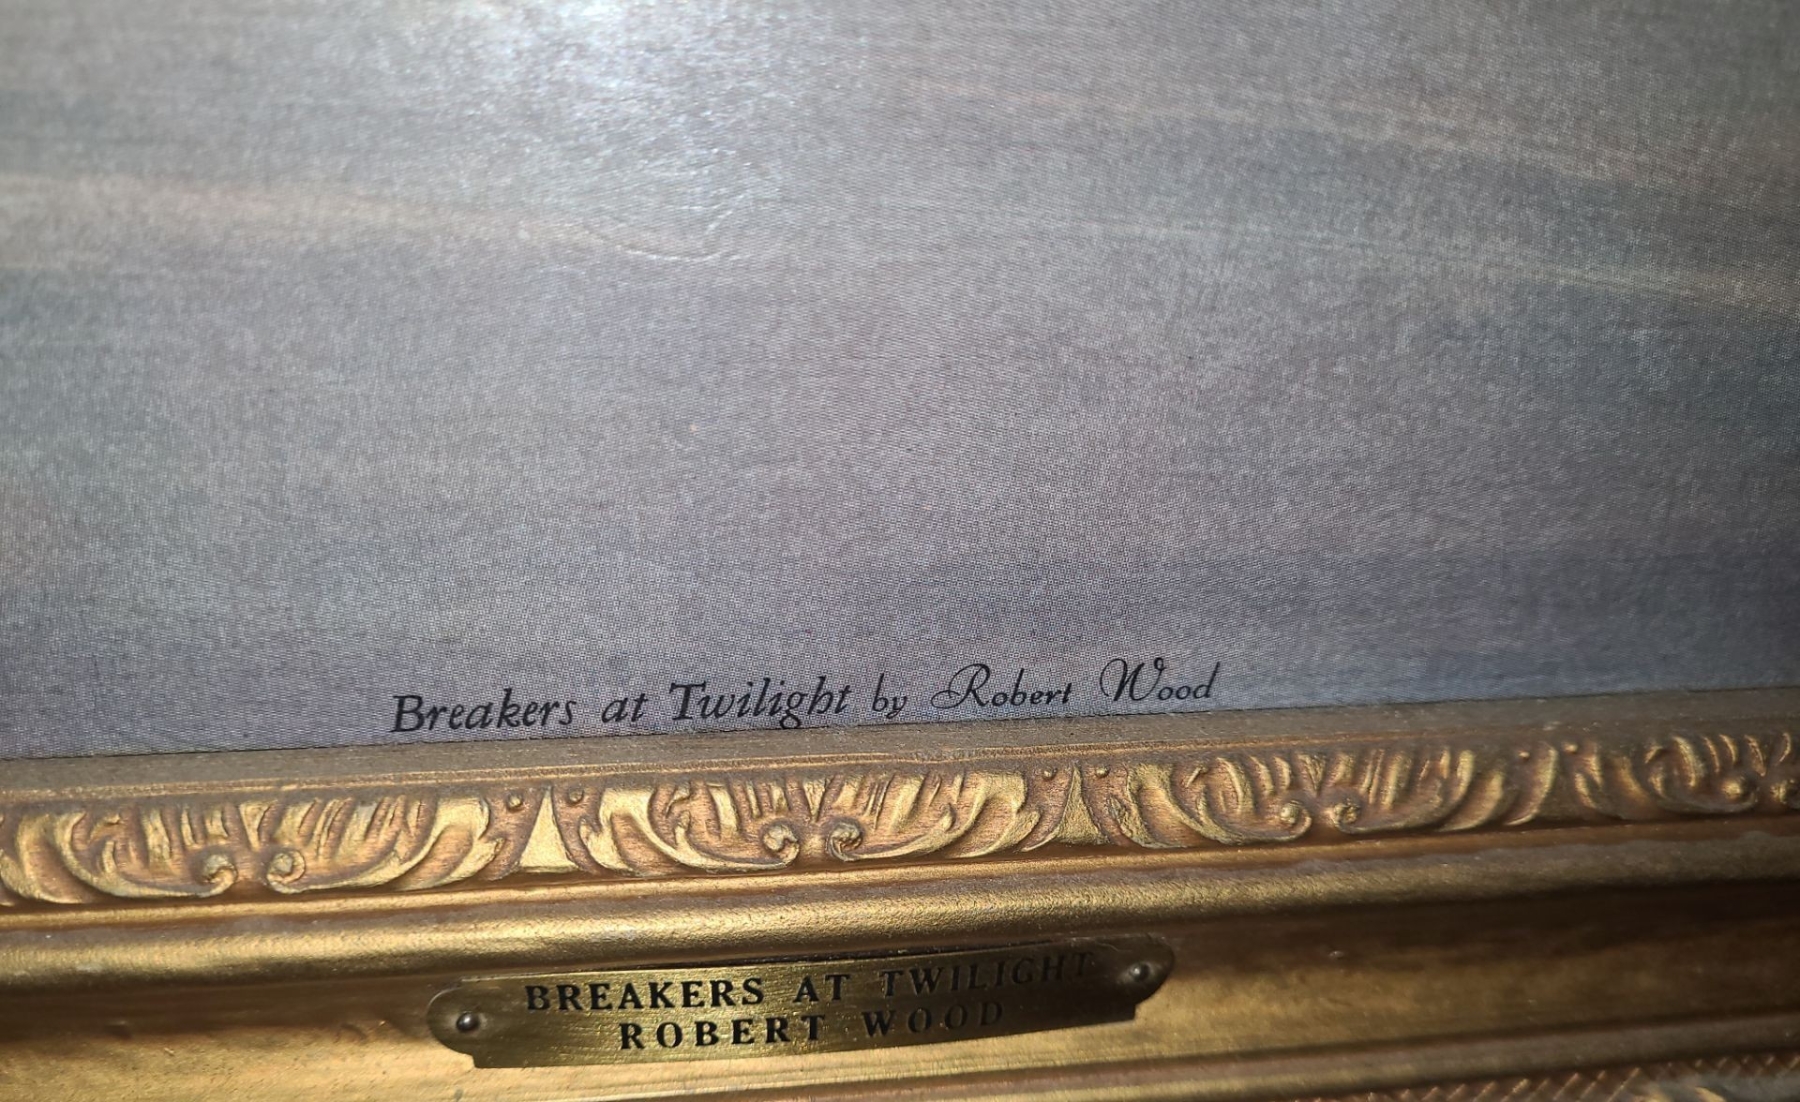 Breakers at Twilight by Robert Wood
BREAKERS AT TWILIGHT
ROBERT WOOD